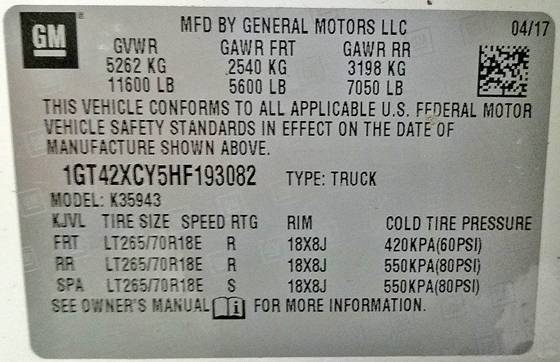 GM
MFD BY GENERAL MOTORS LLC 04/17
GVWR GAWR FRT GAWR RR
5262 KG 2540 KG 3198 KG
11600 LB 5600 LB 7050 LB
THIS VEHICLE CONFORMS TO ALL APPLICABLE U.S. FEDERAL MOTOR
VEHICLE SAFETY STANDARDS IN EFFECT ON THE DATE OF
MANUFACTURE SHOWN ABOVE.
1GT42XCY5HF193082 TYPE: TRUCK
MODEL: K35943
KJVL TIRE SIZE SPEED RTG RIM COLD TIRE PRESSURE
FRT LT265/70R18E R 18X8J 420KPA(60PSI)
RR LT265/70R18E R 18X8J 550KPA(80PSI)
SPA LT265/70R18E S 18X8J 550KPA(80PSI)
SEE OWNER'S MANUAL FOR MORE INFORMATION.